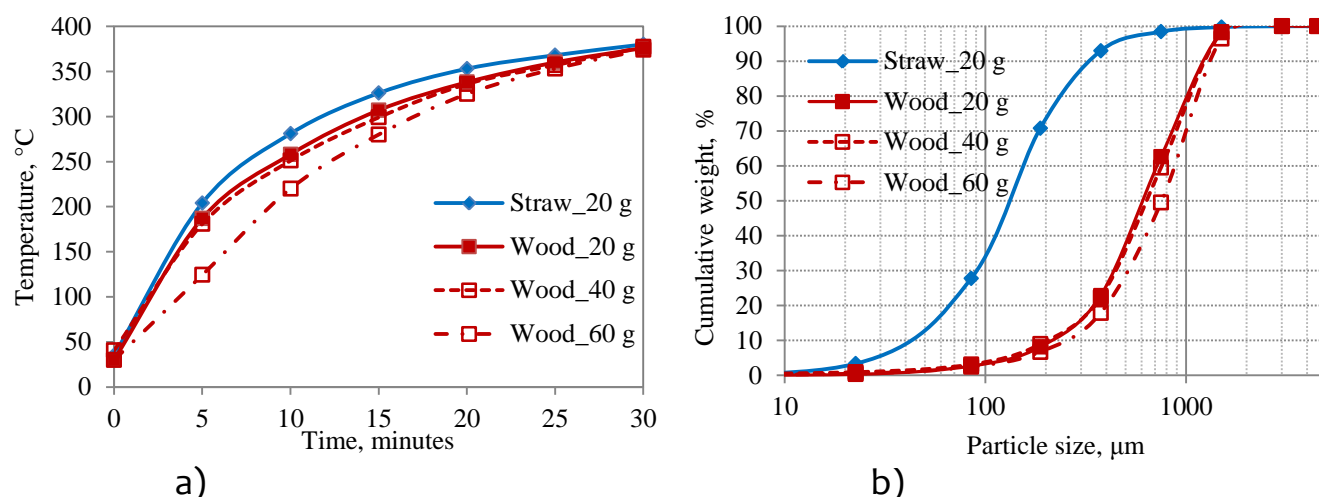 Temperature, °C
400
350
300
250
200
150
100
50
0
0 5 10 15 20 25 30
Time, minutes
Straw_20 g
Wood_20 g
Wood_40 g
Wood_60 g
a)
Cumulative weight, %
100
90
80
70
60
50
40
30
20
10
0
10 100 1000
Particle size, μm
Straw_20 g
Wood_20 g
Wood_40 g
Wood_60 g
b)